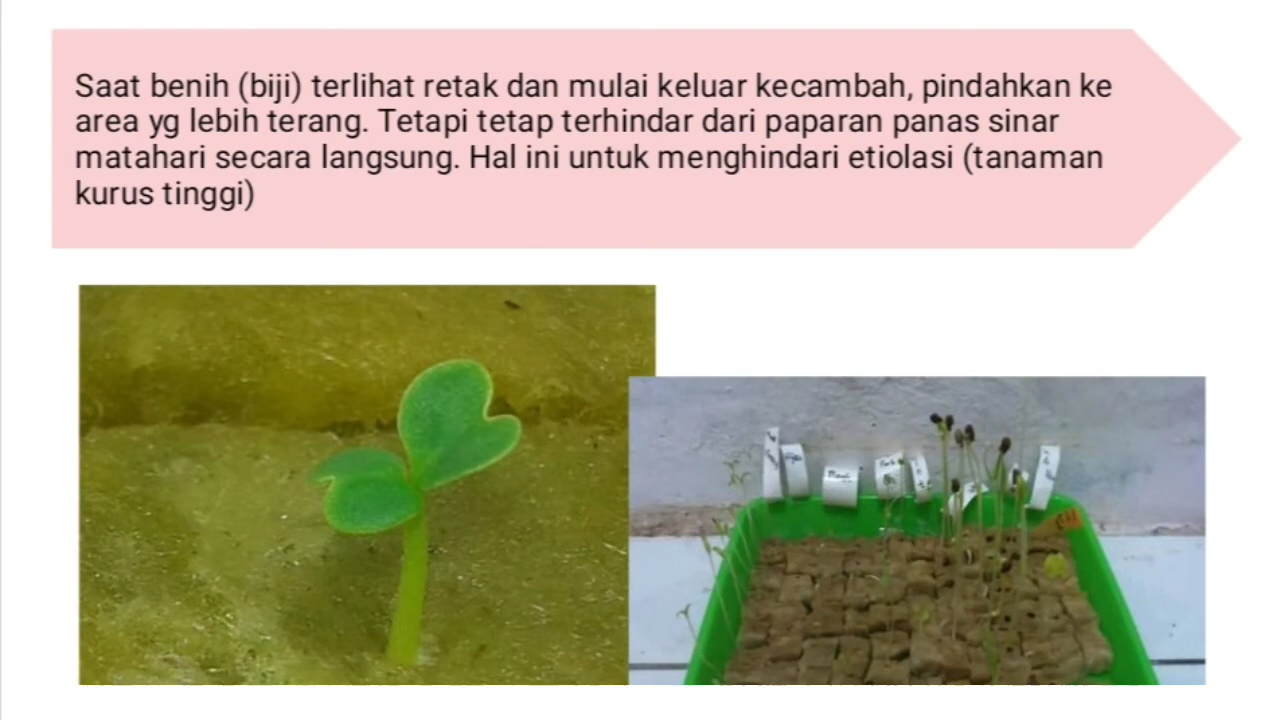 Saat benih (biji) terlihat retak dan mulai keluar kecambah, pindahkan ke
area yg lebih terang. Tetapi tetap terhindar dari paparan panas sinar
matahari secara langsung. Hal ini untuk menghindari etiolasi (tanaman
kurus tinggi)